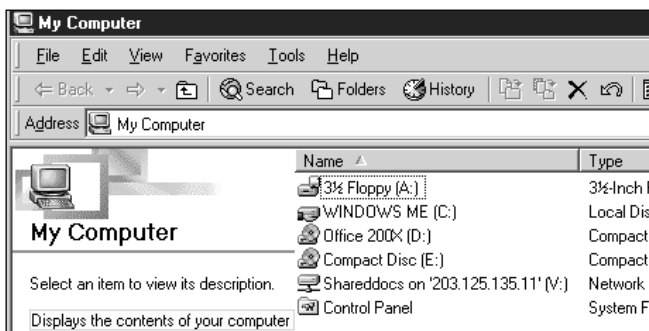 My Computer
File Edit View Favorites Tools Help
Back Search Folders History
Address My Computer
Name Type
3½ Floppy (A:) 3½-Inch
WINDOWS ME (C:) Local Dis
Office 200X (D:) Compact
Compact Disc (E:) Compact
Shareddocs on '203.125.135.11' (V:) Network
Control Panel System F
My Computer
Select an item to view its description.
Displays the contents of your computer